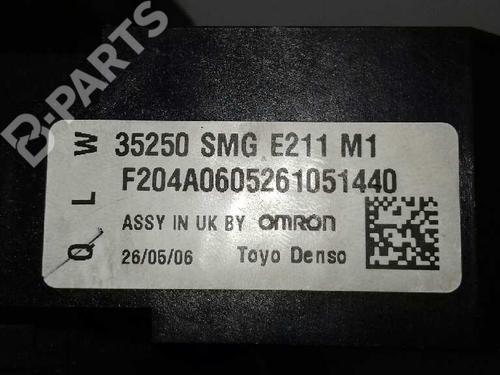 B-PARTS
W 35250 SMG E211 M1
L F204A0605261051440
ASSY IN UK BY OMRON
Q 26/05/06 Toyo Denso